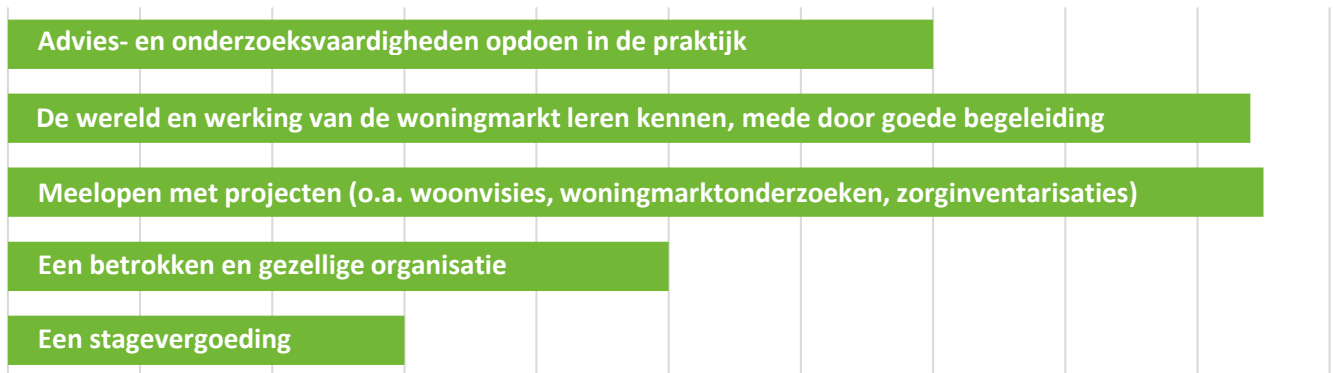 Advies- en onderzoeksvaardigheden opdoen in de praktijk
De wereld en werking van de woningmarkt leren kennen, mede door goede begeleiding
Meelopen met projecten (o.a. woonvisies, woningmarktonderzoeken, zorginventarisaties)
Een betrokken en gezellige organisatie
Een stagevergoeding